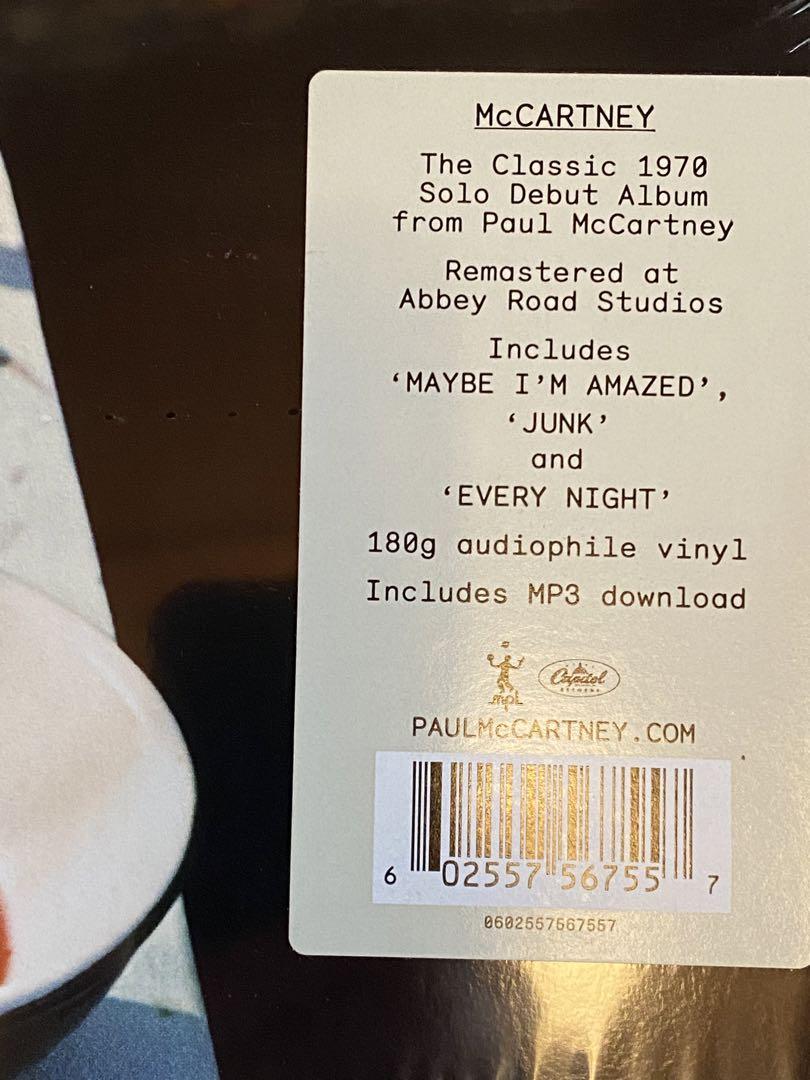 McCARTNEY
The Classic 1970
Solo Debut Album
from Paul McCartney
Remastered at
Abbey Road Studios
Includes
‘MAYBE I’M AMAZED’,
‘JUNK’
and
‘EVERY NIGHT’
180g audiophile vinyl
Includes MP3 download
mpL
Capitol
RECORDS
PAULMcCARTNEY.COM
6 02557 56755 7
0602557567557